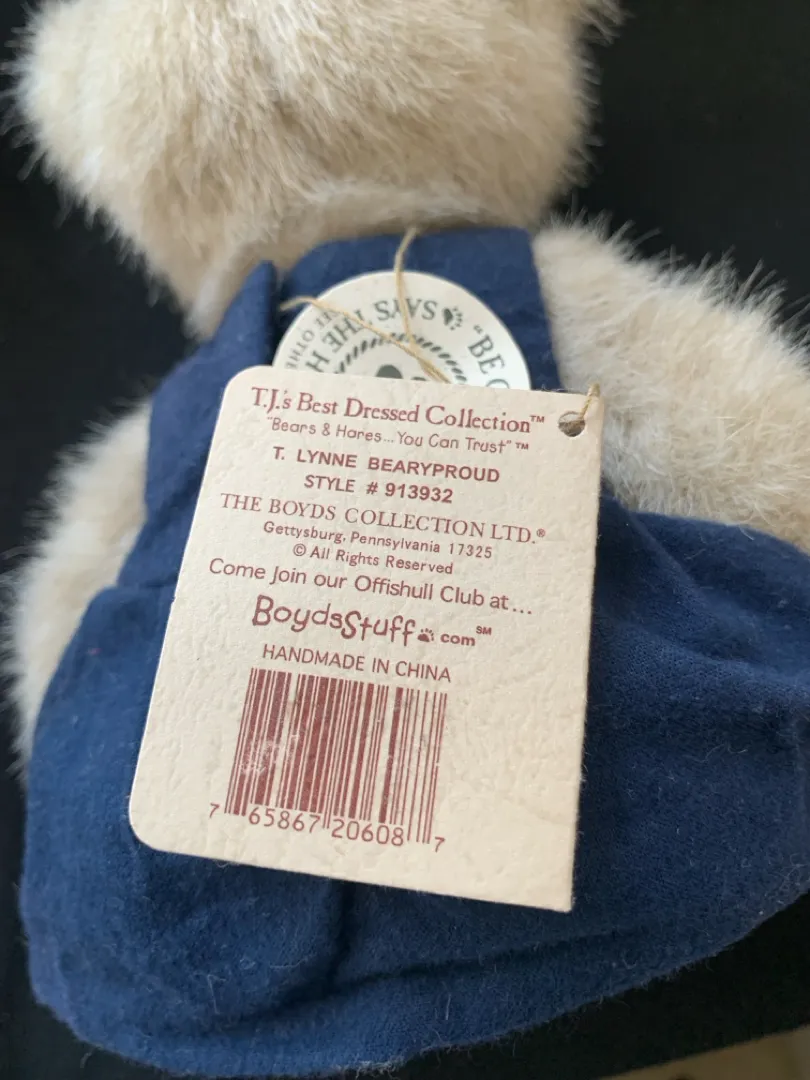 SAYS "BE
THE
T.J.'s Best Dressed Collection™
"Bears & Hares...You Can Trust"™
T. LYNNE BEARYPROUD
STYLE # 913932
THE BOYDS COLLECTION LTD.®
Gettysburg, Pennsylvania 17325
© All Rights Reserved
Come Join our Offishull Club at...
BoydsStuff.com℠
HANDMADE IN CHINA
7 65867 20608 7